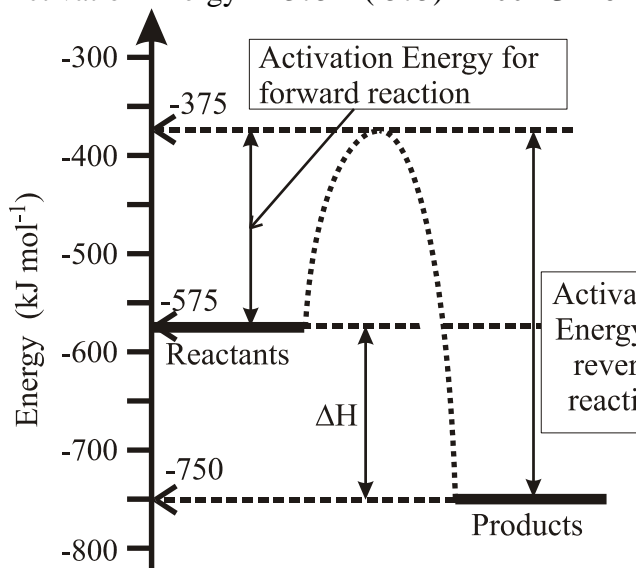 Activation Energy for
forward reaction
-300
-375
-400
-500
-575
Reactants
-600
Energy (kJ mol-1)
ΔH
-700
-750
Products
-800
Energy